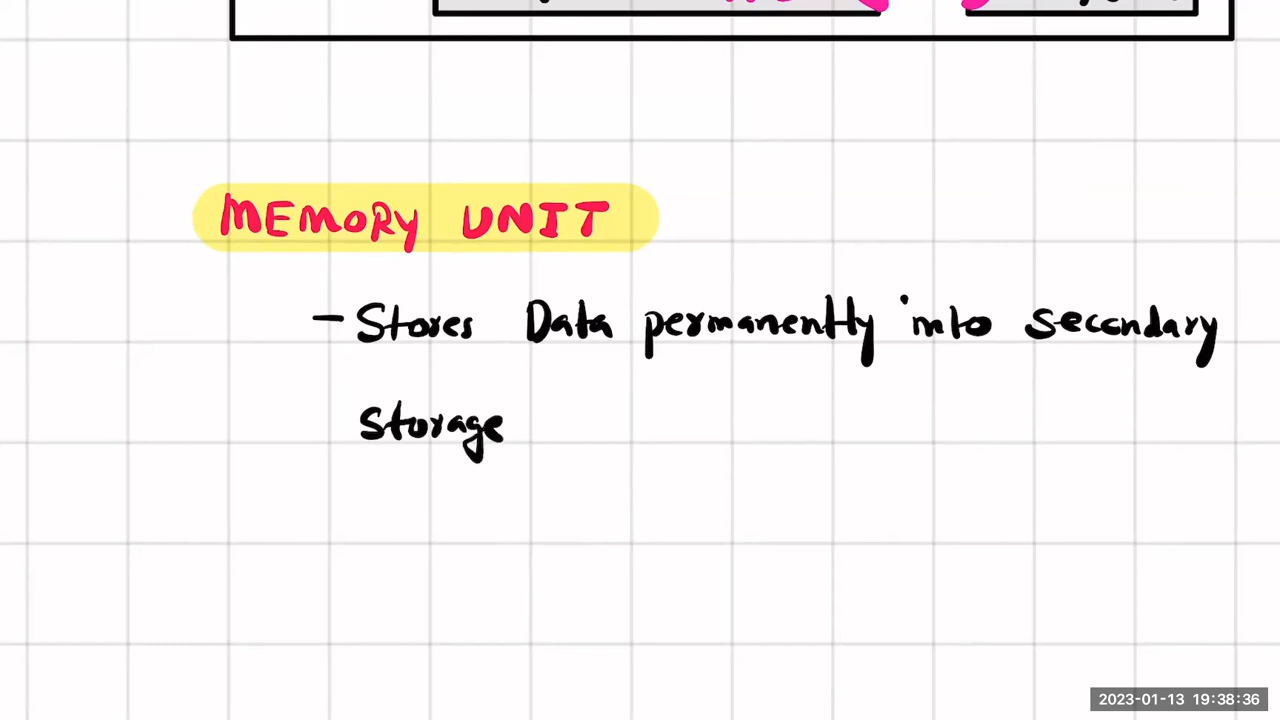 MEMORY UNIT
- Stores Data permanently into secondary
storage
2023-01-13 19:38:36